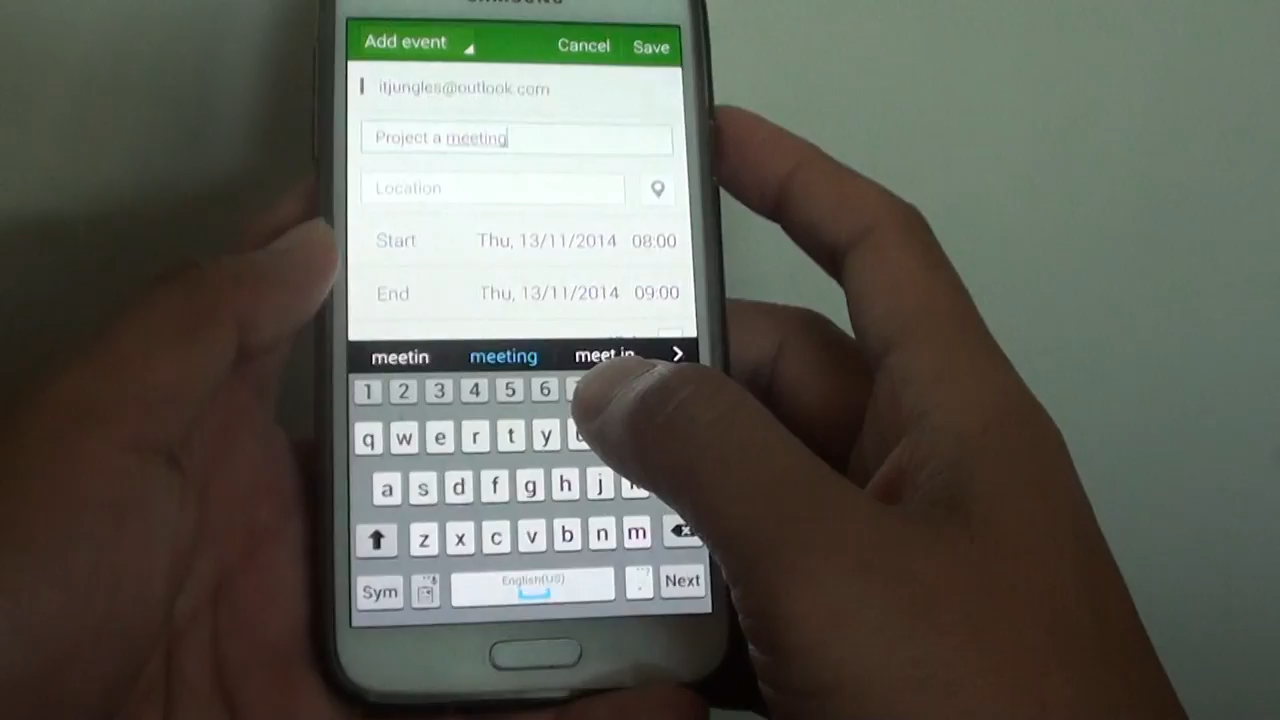 SAMSUNG
Add event Cancel Save
itjungles@outlook.com
Project a meeting
Location
Start Thu, 13/11/2014 08:00
End Thu, 13/11/2014 09:00
meetin meeting meet in >
1 2 3 4 5 6
q w e r t y
a s d f g h j
z x c v b n m
Sym English(US) . Next